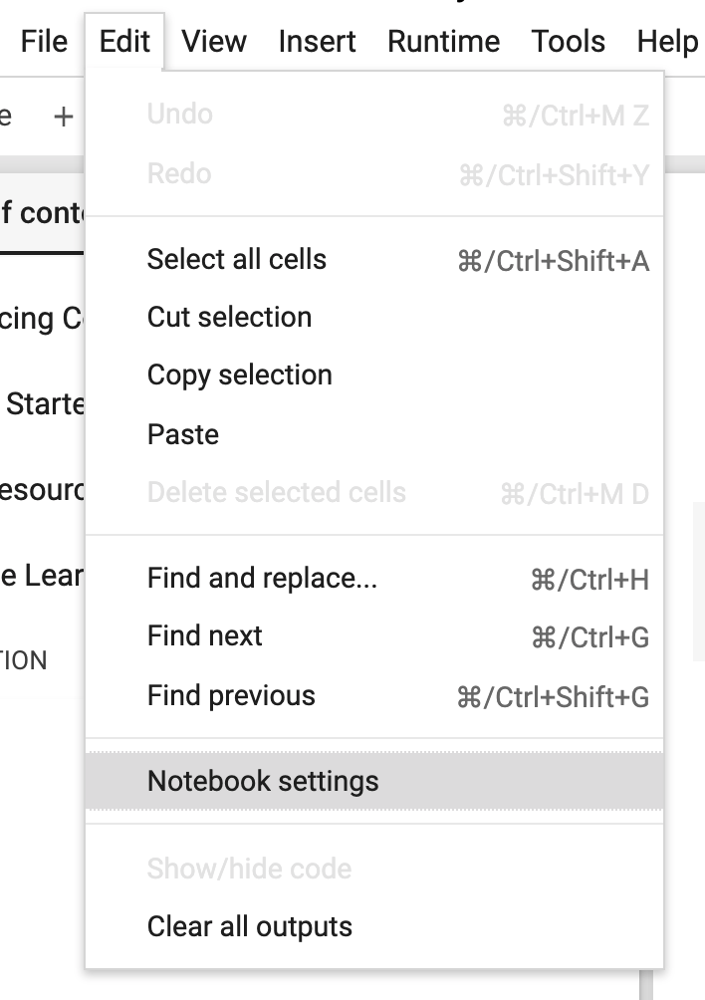 File Edit View Insert Runtime Tools Help
e +
Undo ⌘/Ctrl+M Z
Redo ⌘/Ctrl+Shift+Y
f conte
Select all cells ⌘/Ctrl+Shift+A
cing Co
Cut selection
Copy selection
Starte
Paste
esourc
Delete selected cells ⌘/Ctrl+M D
e Lear
Find and replace... ⌘/Ctrl+H
Find next ⌘/Ctrl+G
TION
Find previous ⌘/Ctrl+Shift+G
Notebook settings
Show/hide code
Clear all outputs